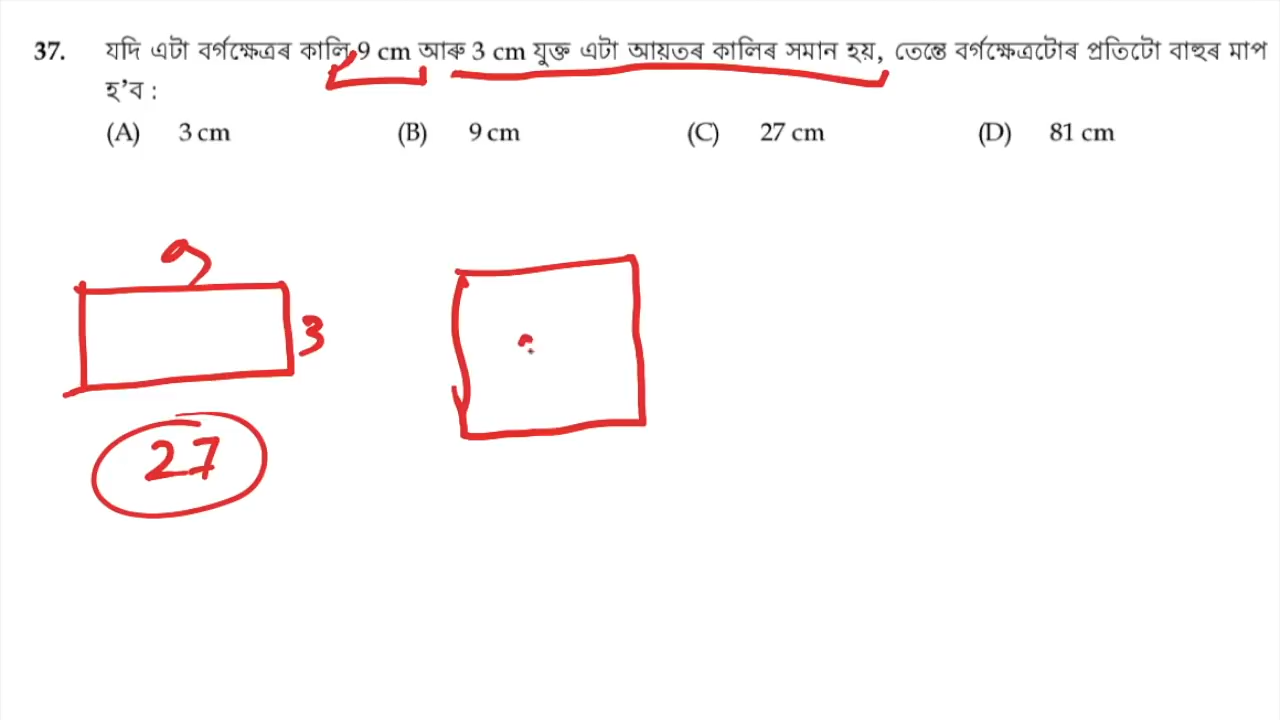 37. যদি এটা বৰ্গক্ষেত্ৰৰ কালি 9 cm আৰু 3 cm যুক্ত এটা আয়তৰ কালিৰ সমান হয়, তেন্তে বৰ্গক্ষেত্ৰটোৰ প্ৰতিটো বাহুৰ মাপ
হ’ব :
(A) 3 cm (B) 9 cm (C) 27 cm (D) 81 cm
9
3
27